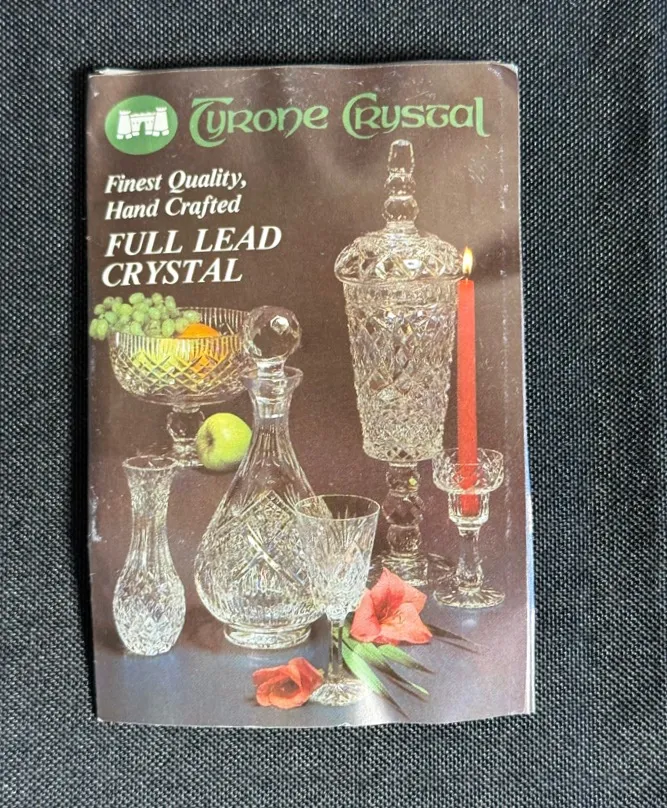 Tyrone Crystal
Finest Quality,
Hand Crafted
FULL LEAD
CRYSTAL